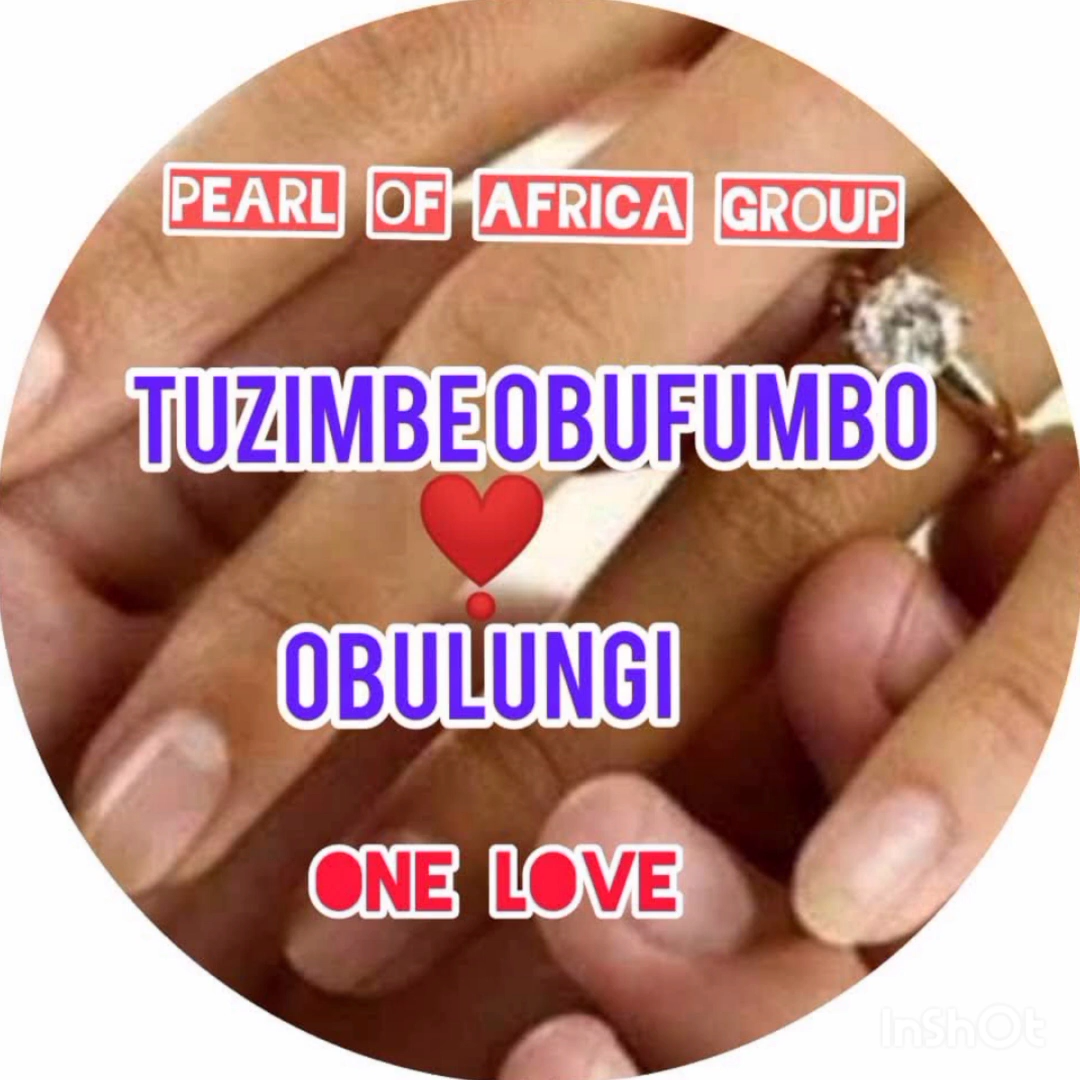 PEARL OF AFRICA GROUP
TUZIMBE OBUFUMBO
OBULUNGI
ONE LOVE
InShOt